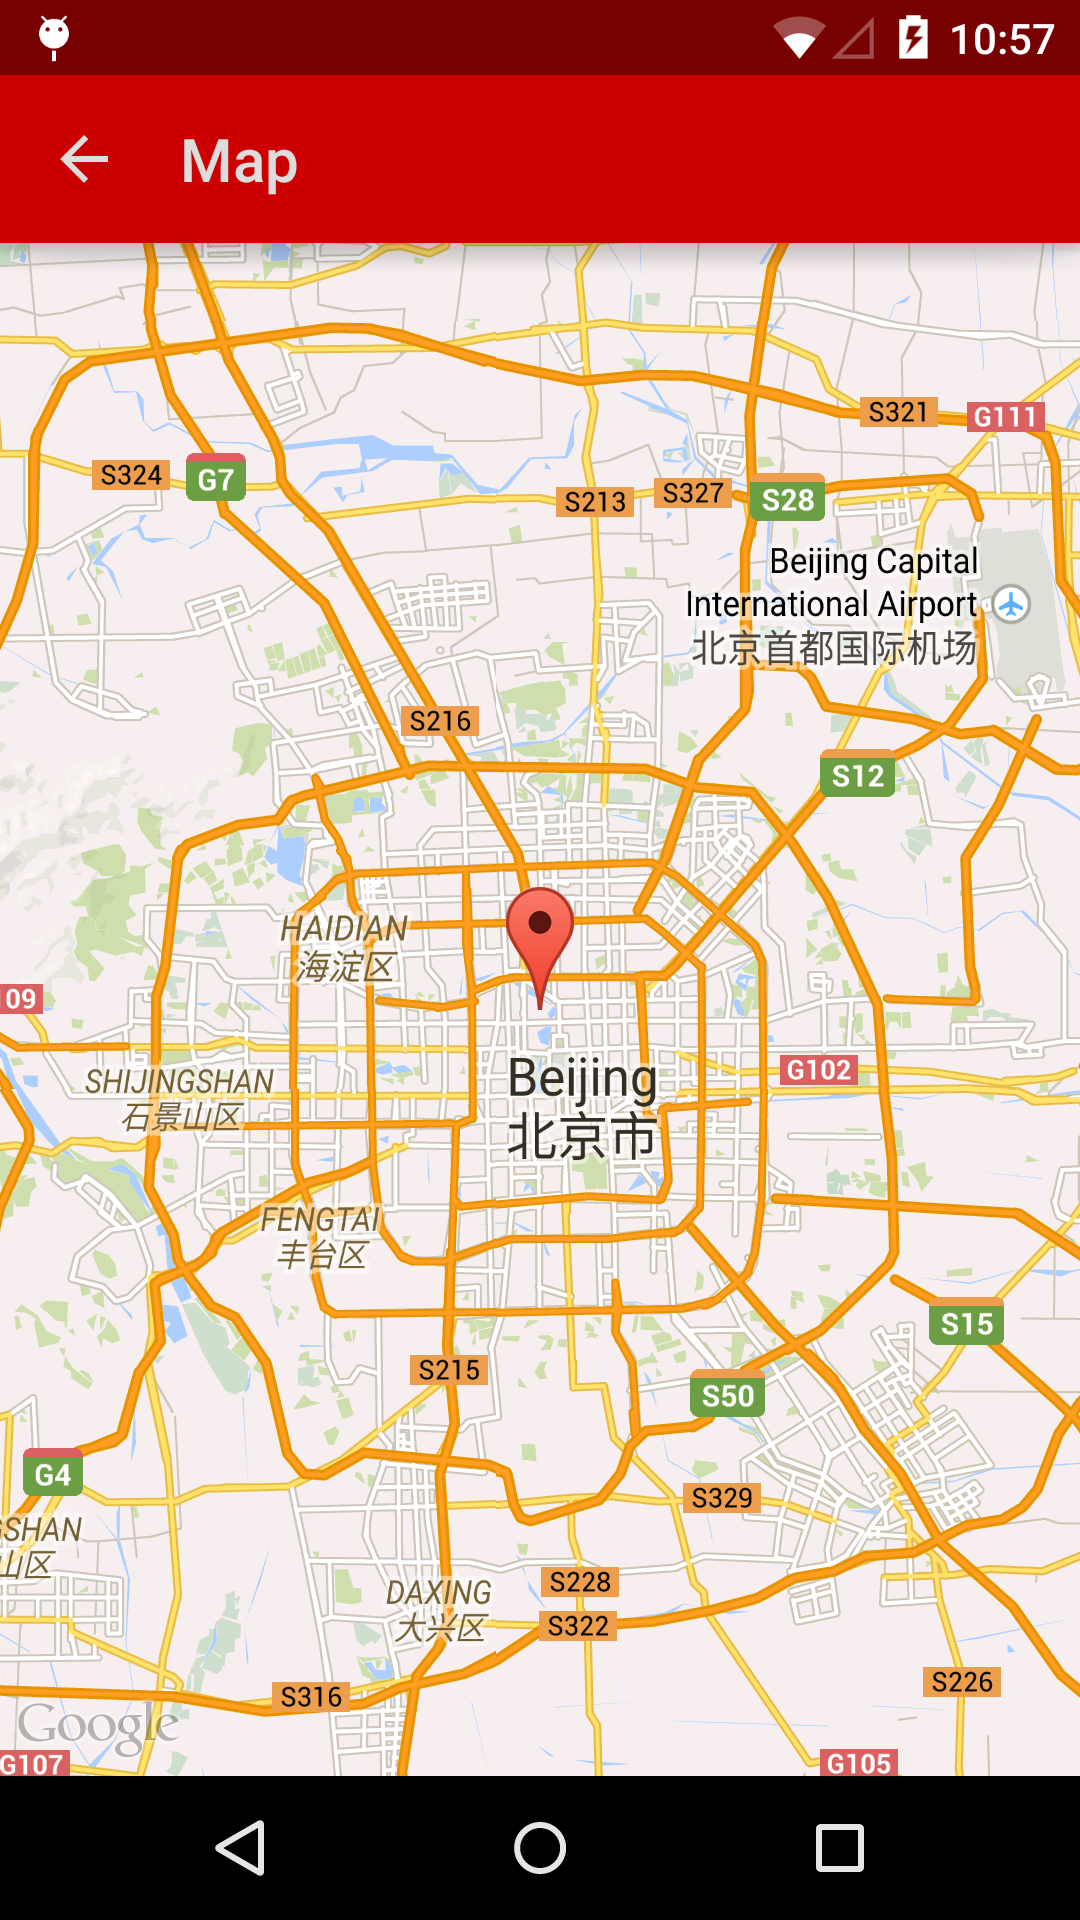 10:57
Map
S321
G111
S324
G7
S327
S213
S28
Beijing Capital
International Airport
北京首都国际机场
S216
S12
HAIDIAN
海淀区
109
Beijing
北京市
G102
SHIJINGSHAN
石景山区
FENGTAI
丰台区
S15
S215
S50
G4
S329
GSHAN
山区
S228
DAXING
大兴区
S322
S226
S316
Google
G107
G105